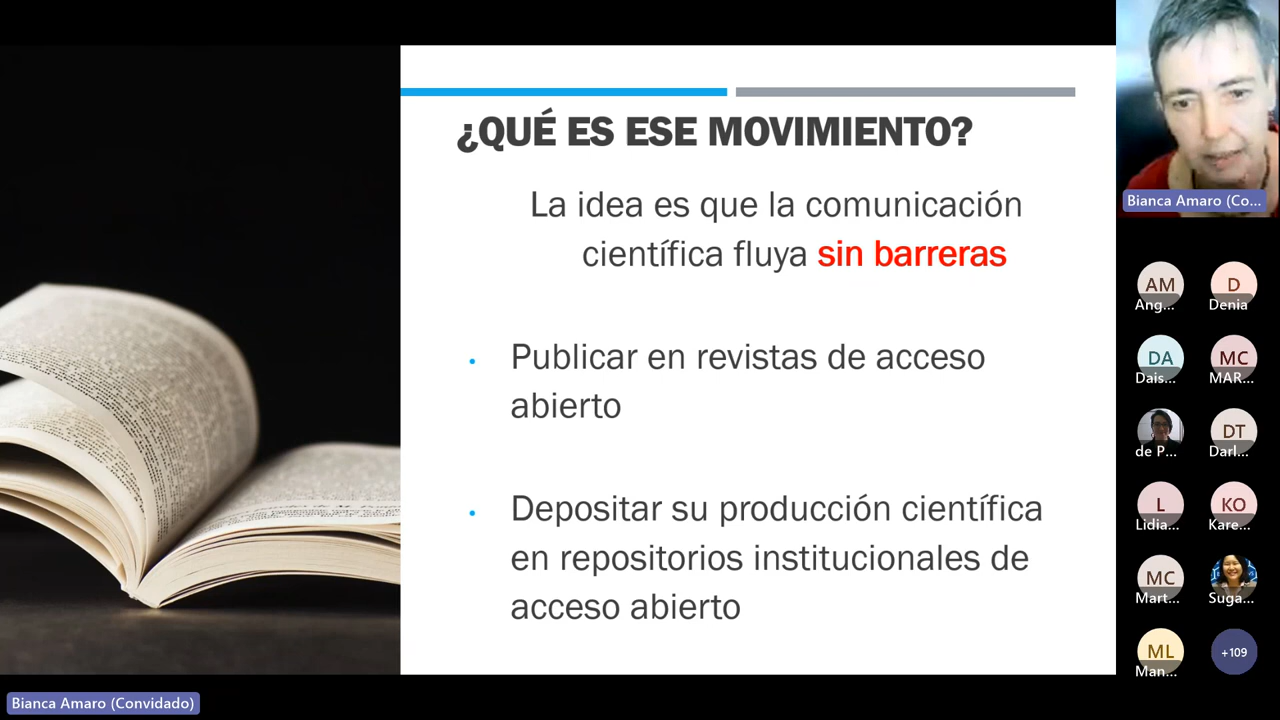 ¿QUÉ ES ESE MOVIMIENTO?
La idea es que la comunicación
científica fluya sin barreras
• Publicar en revistas de acceso
abierto
• Depositar su producción científica
en repositorios institucionales de
acceso abierto
Bianca Amaro (Co...
AM
Ang...
D
Denia
DA
Dais...
MC
MAR...
de P...
DT
Darl...
L
Lidia...
KO
Kare...
MC
Mart...
Suga...
ML
Man...
+109
Bianca Amaro (Convidado)